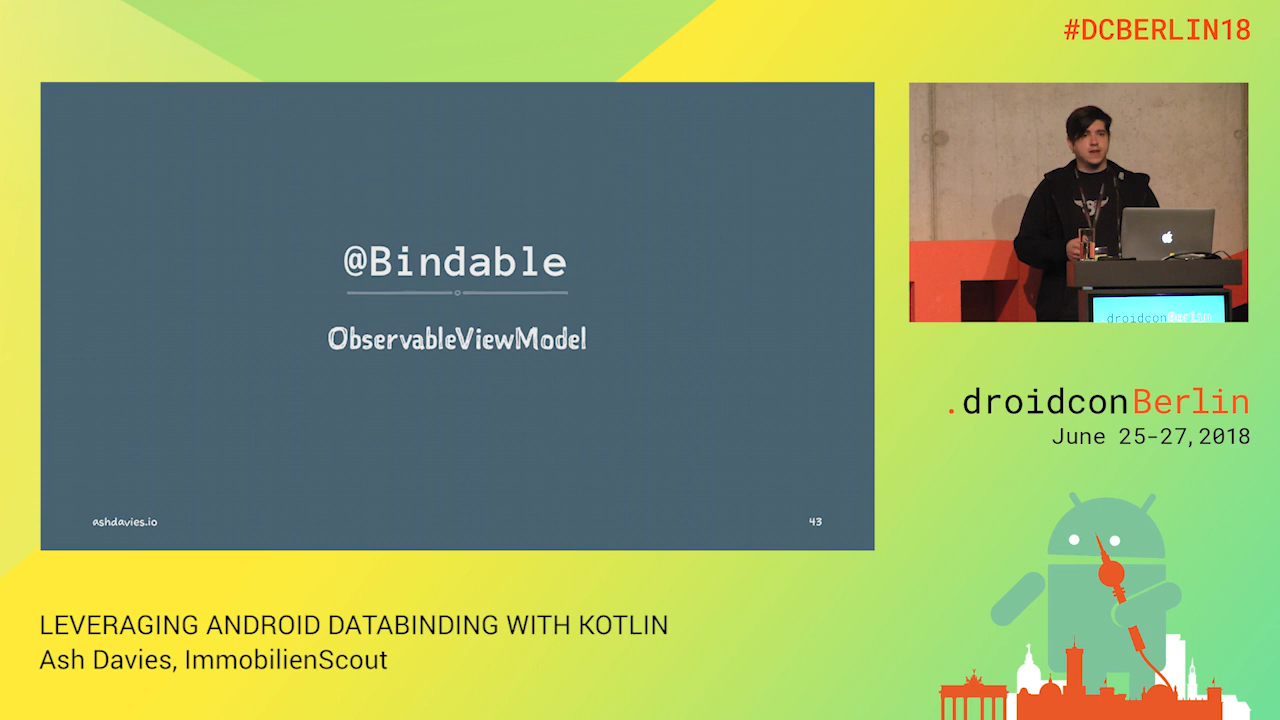 #DCBERLIN18
@Bindable
ObservableViewModel
ashdavies.io
43
.droidconBerlin
.droidconBerlin
June 25-27,2018
LEVERAGING ANDROID DATABINDING WITH KOTLIN
Ash Davies, ImmobilienScout